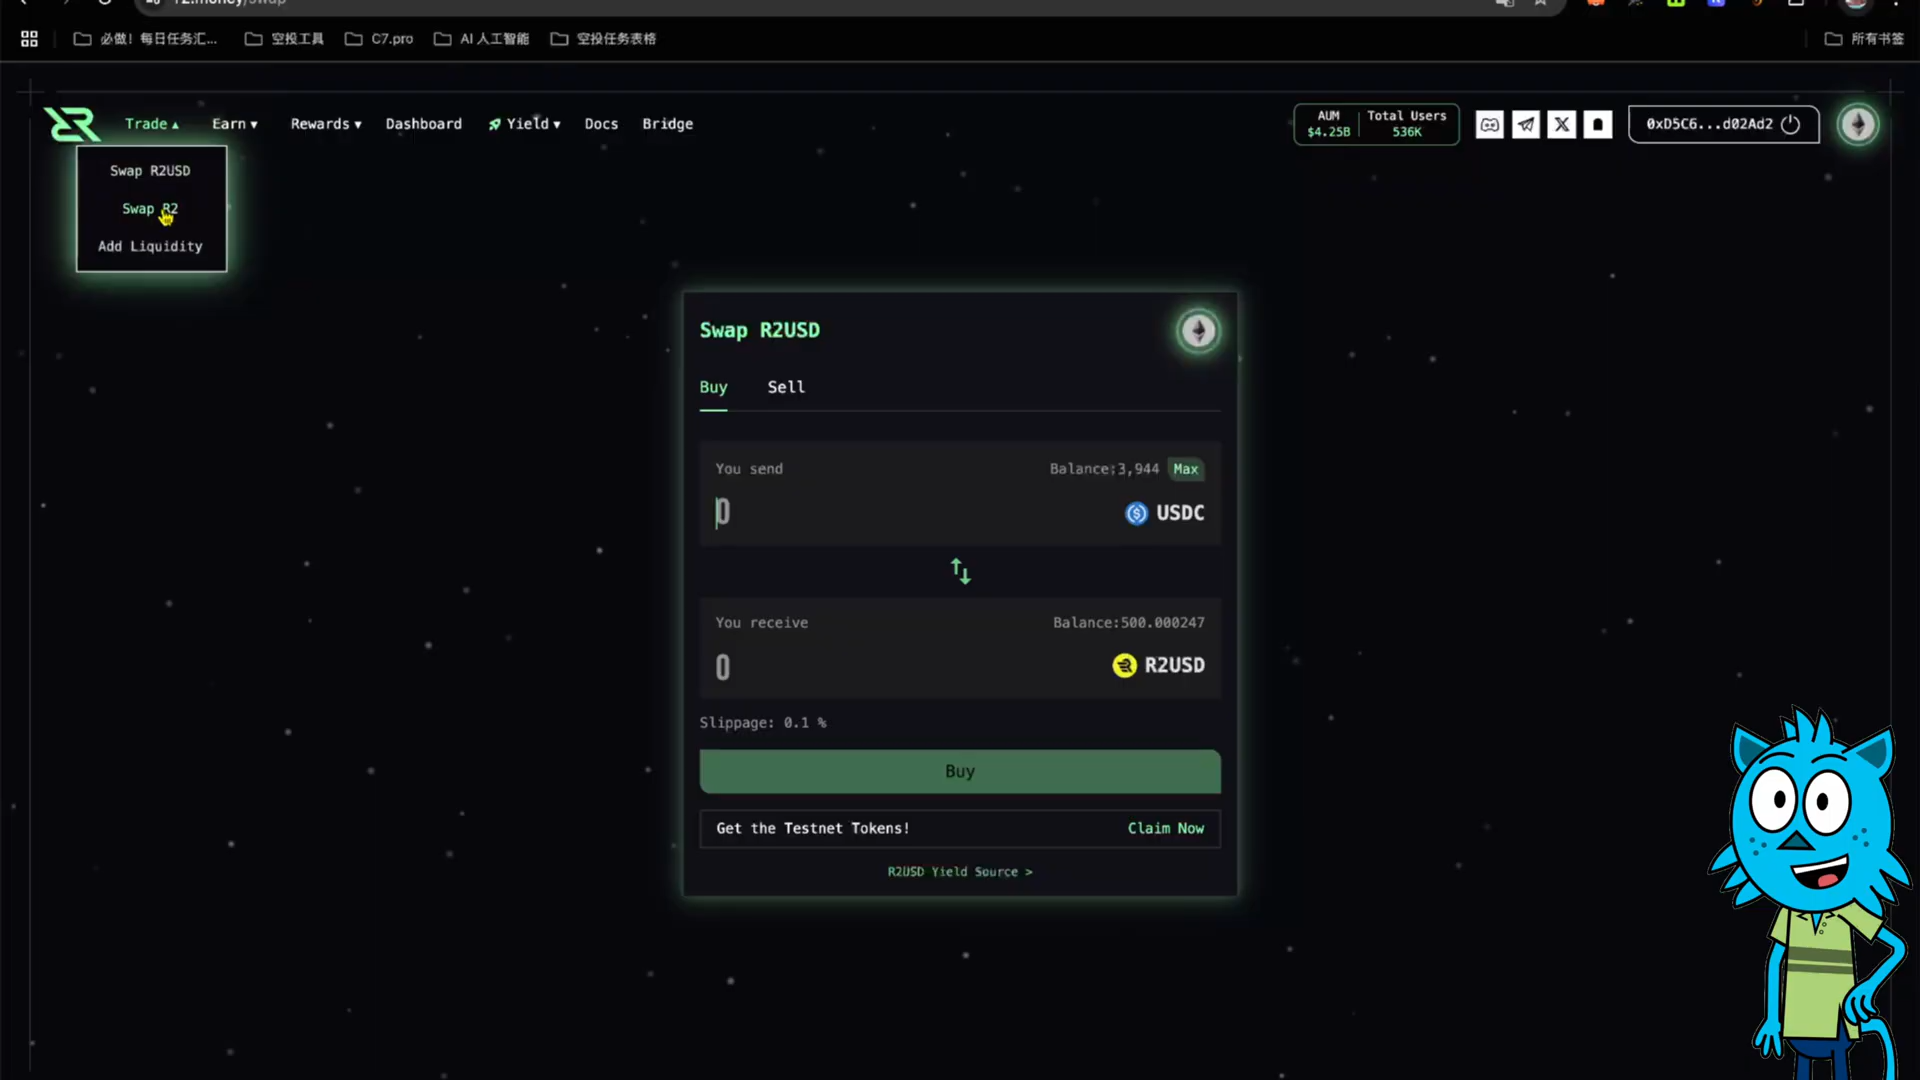 必做！每日任务汇...
空投工具
C7.pro
AI 人工智能
空投任务表格
所有书签
Trade ▴
Earn ▾
Rewards ▾
Dashboard
Yield ▾
Docs
Bridge
AUM
$4.25B
Total Users
536K
0xD5C6...d02Ad2
Swap R2USD
Swap R2
Add Liquidity
Swap R2USD
Buy
Sell
You send
Balance:3,944
Max
0
USDC
You receive
Balance:500.000247
0
R2USD
Slippage: 0.1 %
Buy
Get the Testnet Tokens!
Claim Now
R2USD Yield Source >